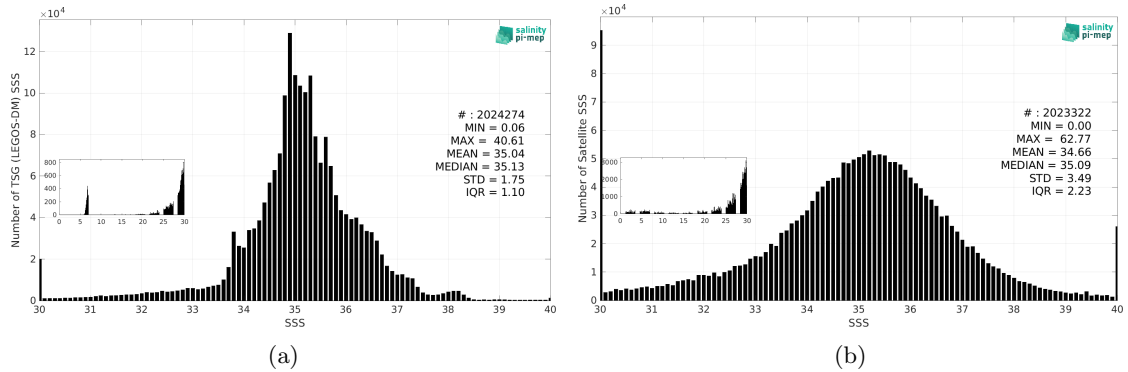 ×10⁴
salinity
pi-mep
Number of TSG (LEGOS-DM) SSS
12
10
8
6
4
2
0
# : 2024274
MIN = 0.06
MAX = 40.61
MEAN = 35.04
MEDIAN = 35.13
STD = 1.75
IQR = 1.10
800
600
400
200
0
0 5 10 15 20 25 30
30 31 32 33 34 35 36 37 38 39 40
SSS
(a)
×10⁴
salinity
pi-mep
Number of Satellite SSS
9
8
7
6
5
4
3
2
1
0
# : 2023322
MIN = 0.00
MAX = 62.77
MEAN = 34.66
MEDIAN = 35.09
STD = 3.49
IQR = 2.23
3000
2000
1000
0
0 5 10 15 20 25 30
30 31 32 33 34 35 36 37 38 39 40
SSS
(b)